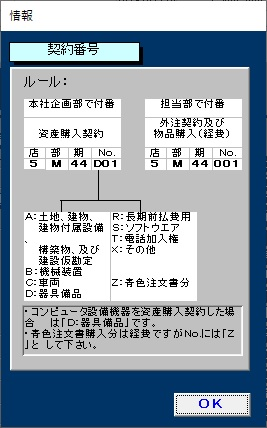 情報
契約番号
ルール：
本社企画部で付番
資産購入契約
店 部 期 No.
5 M 44 D01
担当部で付番
外注契約及び
物品購入(経費)
店 部 期 No.
5 M 44 001
A：土地、建物、
建物付属設備
、
構築物、及び
建設仮勘定
B：機械装置
C：車両
D：器具備品
R：長期前払費用
S：ソフトウエア
T：電話加入権
X：その他
Z：青色注文書分
・コンピュータ設備機器を資産購入契約した場
合 は「D：器具備品」です。
・青色注文書購入分は経費ですがNo.には「Z
」と して下さい。
OK